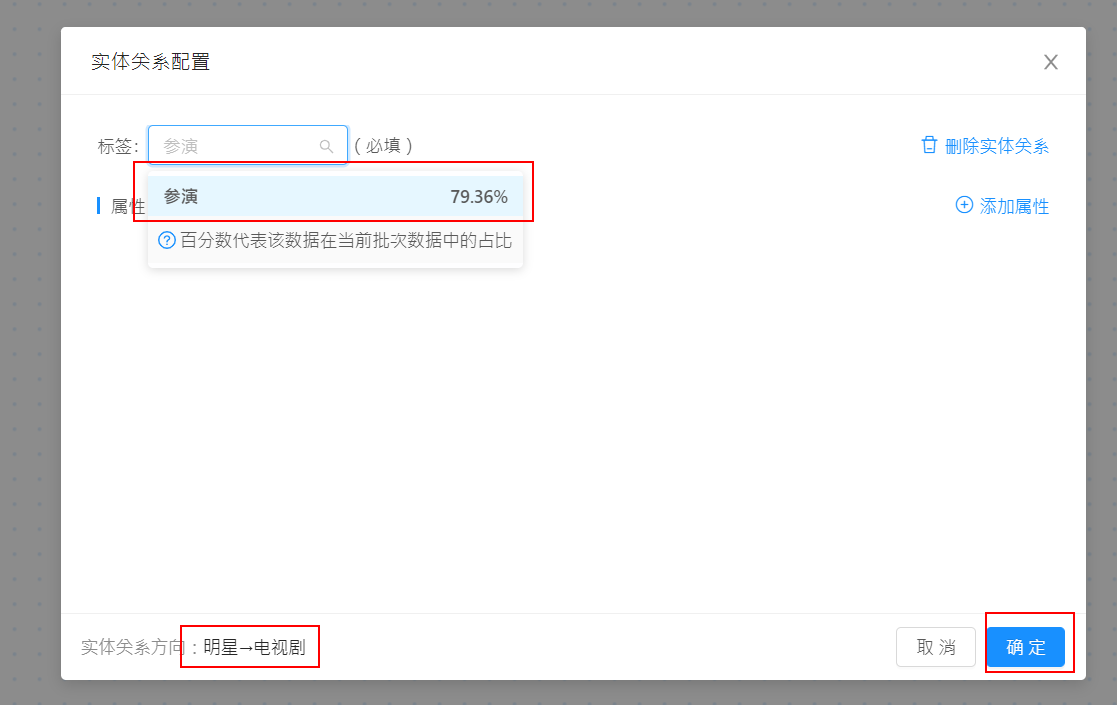 实体关系配置
标签: 参演 ( 必填 ) 删除实体关系
参演 79.36%
属性 添加属性
百分数代表该数据在当前批次数据中的占比
实体关系方向 : 明星→电视剧 取 消 确 定